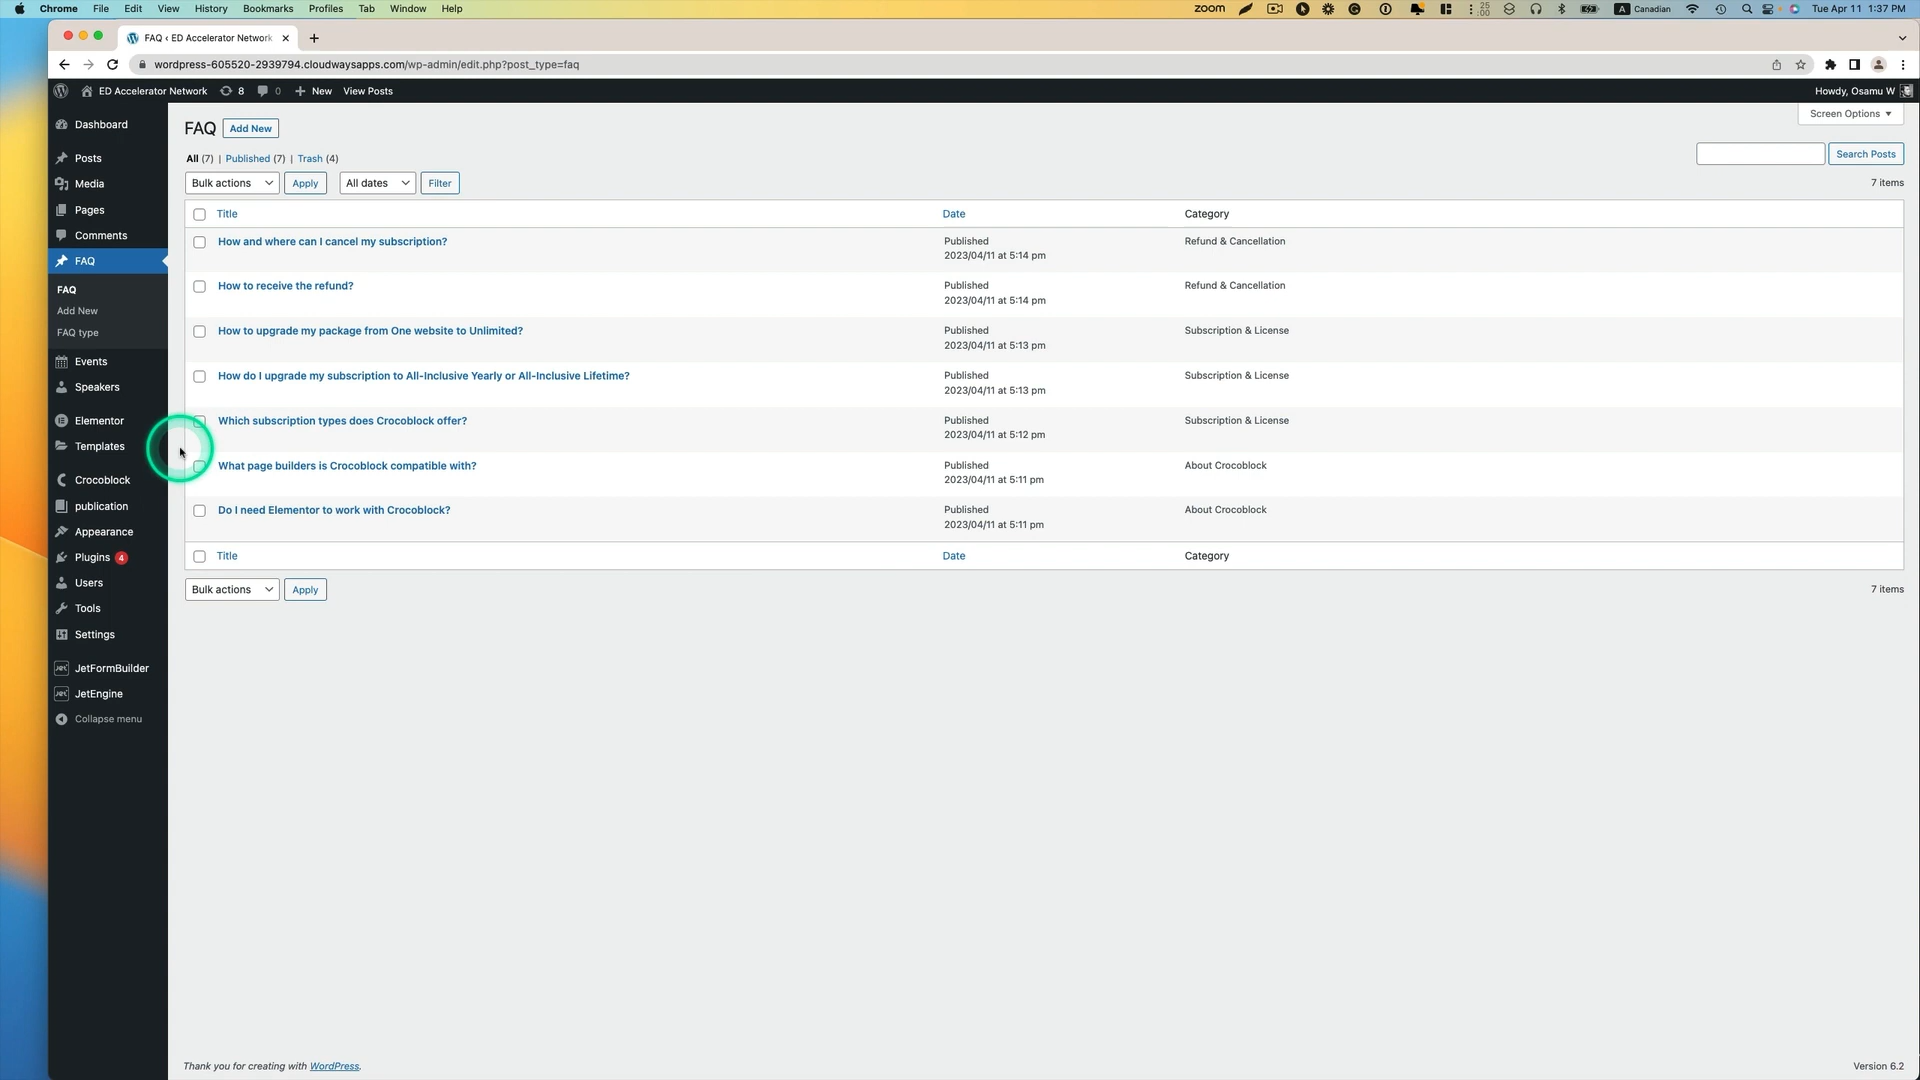 Chrome File Edit View History Bookmarks Profiles Tab Window Help zoom 25 :00 A Canadian Tue Apr 11 1:37 PM
FAQ ‹ ED Accelerator Network
wordpress-605520-2939794.cloudwaysapps.com/wp-admin/edit.php?post_type=faq
ED Accelerator Network 8 0 New View Posts Howdy, Osamu W
Screen Options
Dashboard
Posts
Media
Pages
Comments
FAQ
FAQ
Add New
FAQ type
Events
Speakers
Elementor
Templates
Crocoblock
publication
Appearance
Plugins 4
Users
Tools
Settings
JetFormBuilder
JetEngine
Collapse menu
FAQ Add New
All (7) | Published (7) | Trash (4)
Search Posts
Bulk actions Apply All dates Filter 7 items
Title Date Category
How and where can I cancel my subscription? Published Refund & Cancellation
2023/04/11 at 5:14 pm
How to receive the refund? Published Refund & Cancellation
2023/04/11 at 5:14 pm
How to upgrade my package from One website to Unlimited? Published Subscription & License
2023/04/11 at 5:13 pm
How do I upgrade my subscription to All-Inclusive Yearly or All-Inclusive Lifetime? Published Subscription & License
2023/04/11 at 5:13 pm
Which subscription types does Crocoblock offer? Published Subscription & License
2023/04/11 at 5:12 pm
What page builders is Crocoblock compatible with? Published About Crocoblock
2023/04/11 at 5:11 pm
Do I need Elementor to work with Crocoblock? Published About Crocoblock
2023/04/11 at 5:11 pm
Title Date Category
Bulk actions Apply 7 items
Thank you for creating with WordPress. Version 6.2